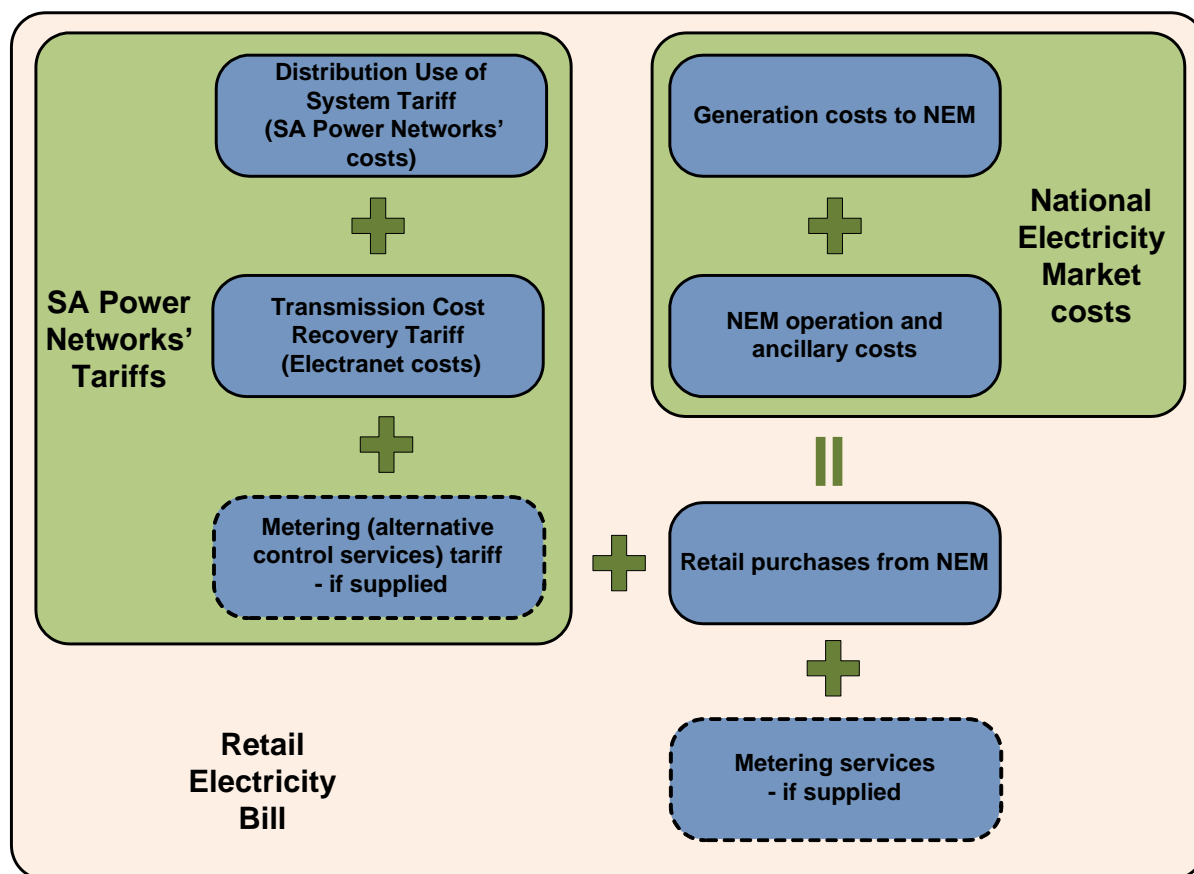 Distribution Use of
System Tariff
(SA Power Networks’
costs)
Transmission Cost
Recovery Tariff
(Electranet costs)
Metering (alternative
control services) tariff
- if supplied
SA Power
Networks’
Tariffs
Generation costs to NEM
NEM operation and
ancillary costs
National
Electricity
Market
costs
Retail purchases from NEM
Metering services
- if supplied
Retail
Electricity
Bill